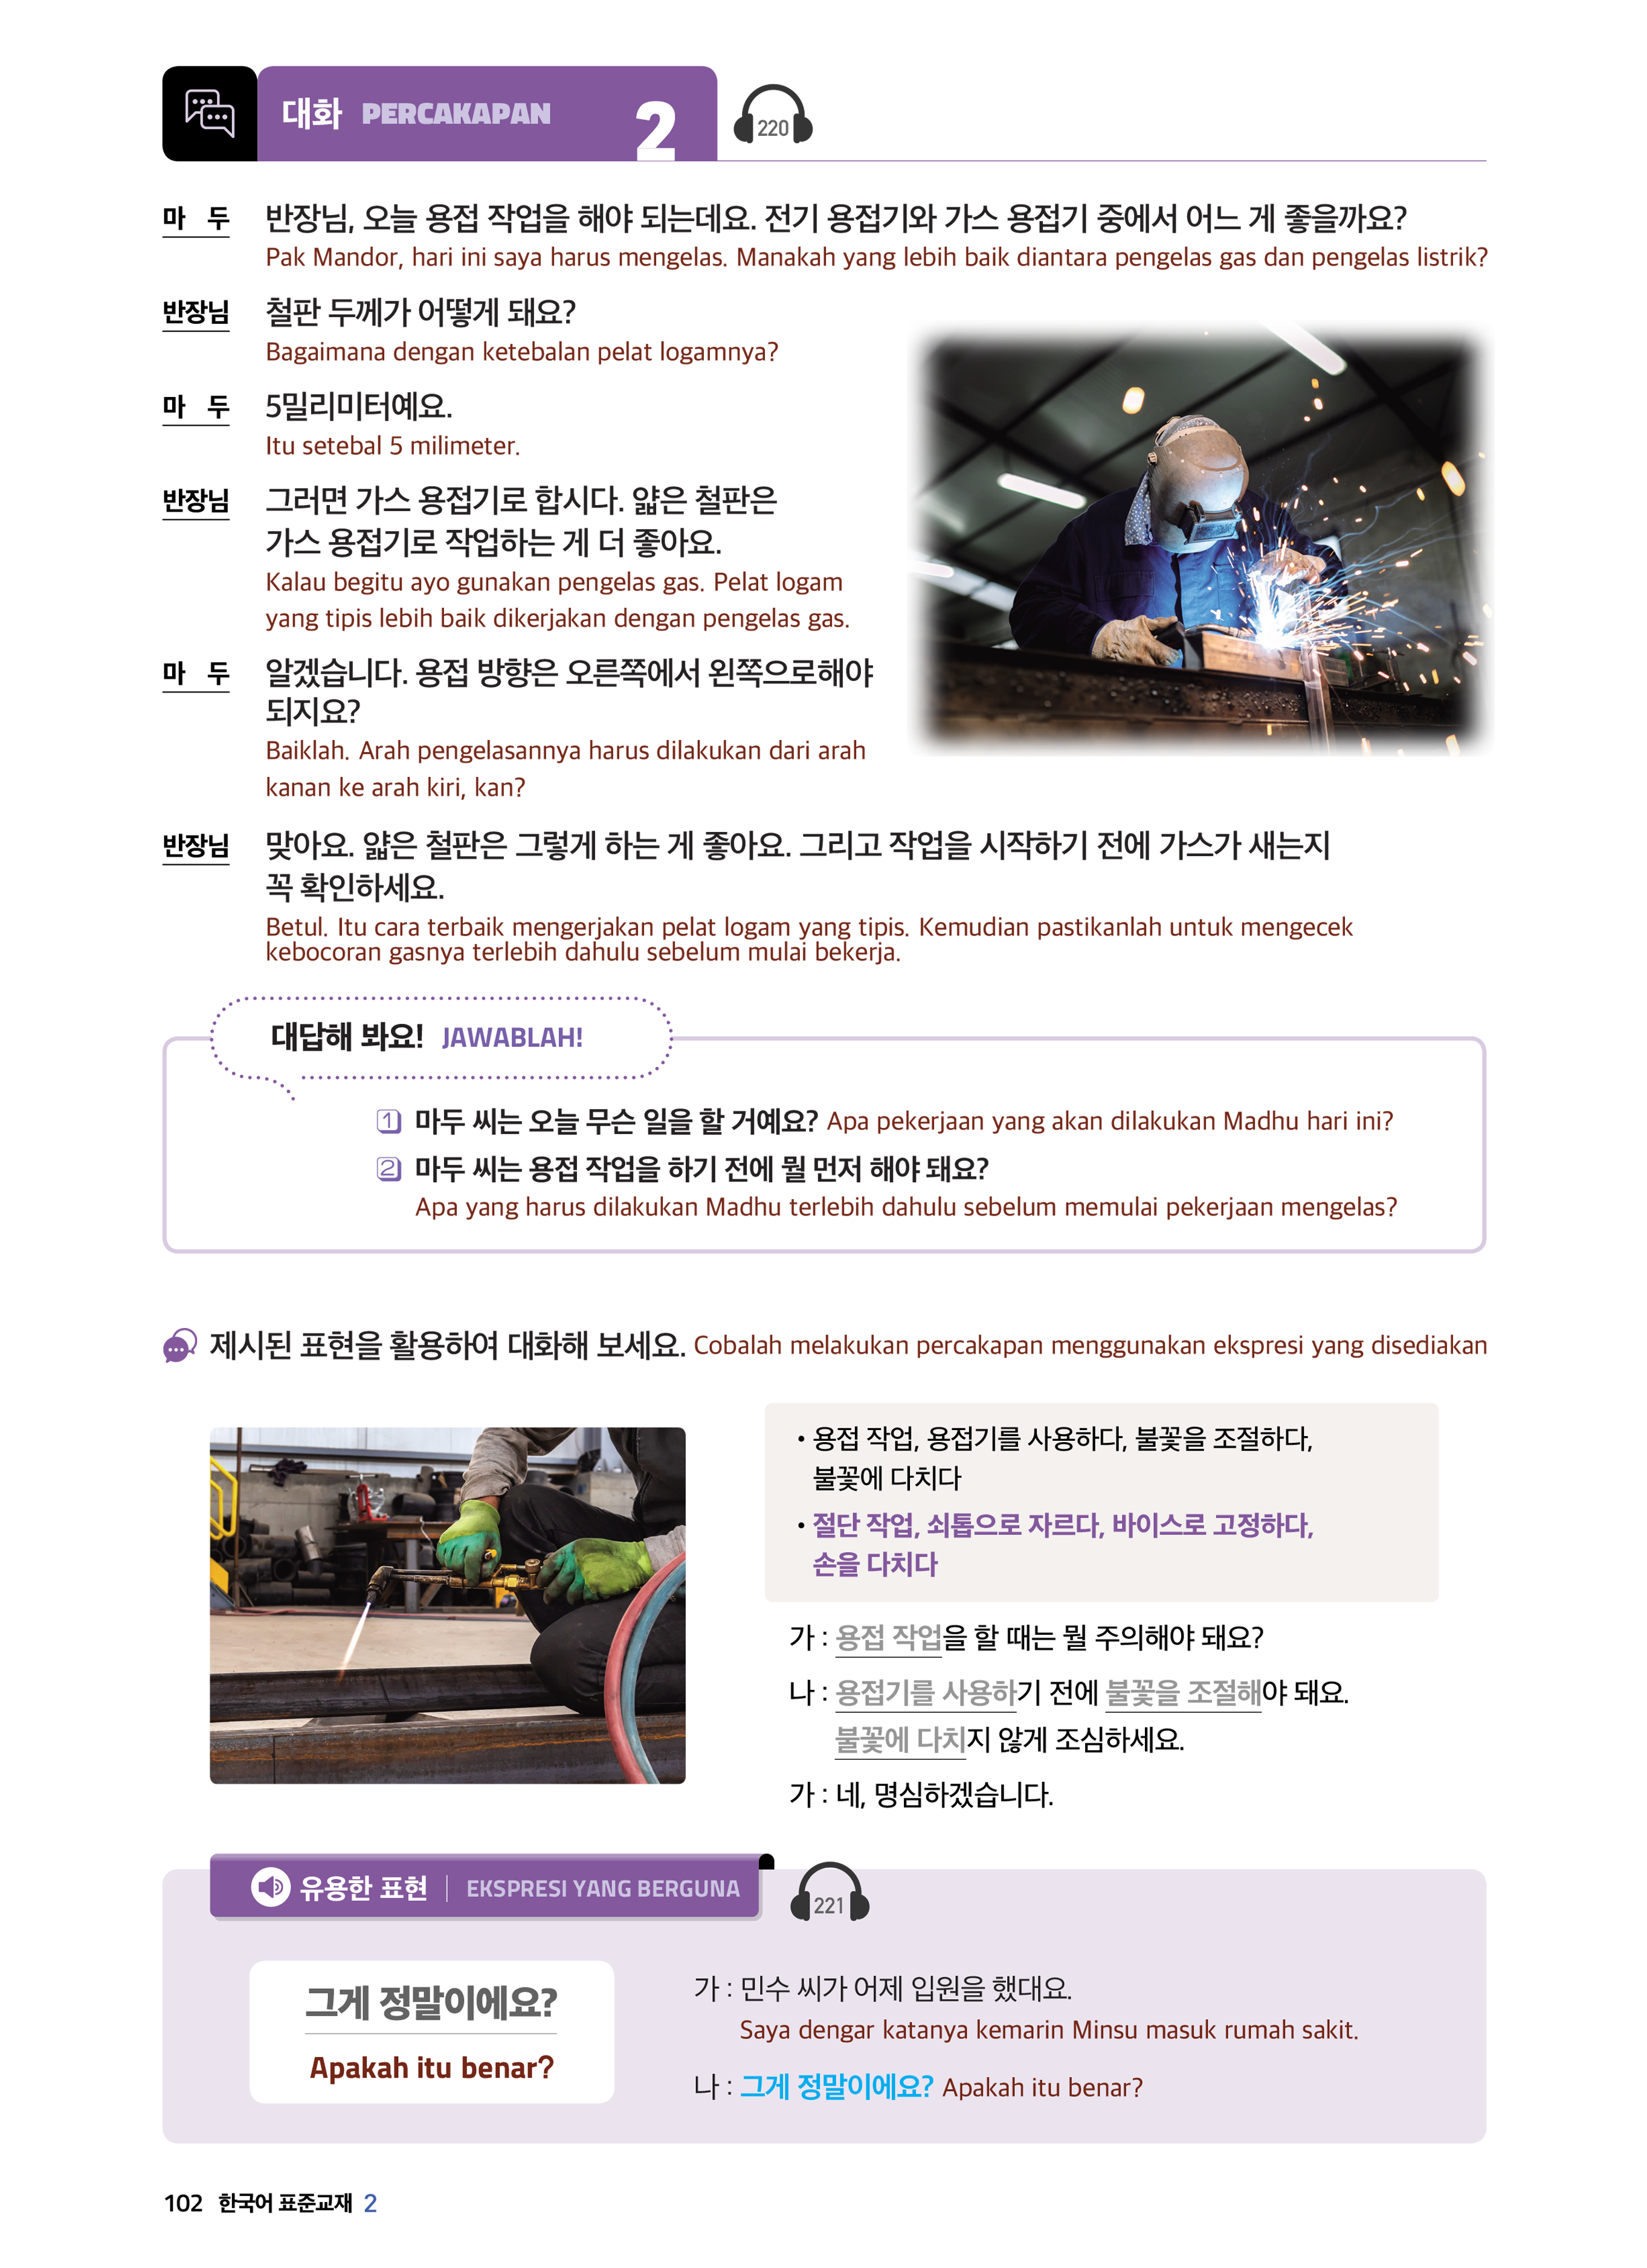 대화 PERCAKAPAN 2 220
마 두 반장님, 오늘 용접 작업을 해야 되는데요. 전기 용접기와 가스 용접기 중에서 어느 게 좋을까요?
Pak Mandor, hari ini saya harus mengelas. Manakah yang lebih baik diantara pengelas gas dan pengelas listrik?
반장님 철판 두께가 어떻게 돼요?
Bagaimana dengan ketebalan pelat logamnya?
마 두 5밀리미터예요.
Itu setebal 5 milimeter.
반장님 그러면 가스 용접기로 합시다. 얇은 철판은
가스 용접기로 작업하는 게 더 좋아요.
Kalau begitu ayo gunakan pengelas gas. Pelat logam
yang tipis lebih baik dikerjakan dengan pengelas gas.
마 두 알겠습니다. 용접 방향은 오른쪽에서 왼쪽으로해야
되지요?
Baiklah. Arah pengelasannya harus dilakukan dari arah
kanan ke arah kiri, kan?
반장님 맞아요. 얇은 철판은 그렇게 하는 게 좋아요. 그리고 작업을 시작하기 전에 가스가 새는지
꼭 확인하세요.
Betul. Itu cara terbaik mengerjakan pelat logam yang tipis. Kemudian pastikanlah untuk mengecek
kebocoran gasnya terlebih dahulu sebelum mulai bekerja.
대답해 봐요! JAWABLAH!
1 마두 씨는 오늘 무슨 일을 할 거예요? Apa pekerjaan yang akan dilakukan Madhu hari ini?
2 마두 씨는 용접 작업을 하기 전에 뭘 먼저 해야 돼요?
Apa yang harus dilakukan Madhu terlebih dahulu sebelum memulai pekerjaan mengelas?
제시된 표현을 활용하여 대화해 보세요. Cobalah melakukan percakapan menggunakan ekspresi yang disediakan
• 용접 작업, 용접기를 사용하다, 불꽃을 조절하다,
불꽃에 다치다
• 절단 작업, 쇠톱으로 자르다, 바이스로 고정하다,
손을 다치다
가 : 용접 작업을 할 때는 뭘 주의해야 돼요?
나 : 용접기를 사용하기 전에 불꽃을 조절해야 돼요.
불꽃에 다치지 않게 조심하세요.
가 : 네, 명심하겠습니다.
유용한 표현 EKSPRESI YANG BERGUNA 221
그게 정말이에요?
Apakah itu benar?
가 : 민수 씨가 어제 입원을 했대요.
Saya dengar katanya kemarin Minsu masuk rumah sakit.
나 : 그게 정말이에요? Apakah itu benar?
102 한국어 표준교재 2